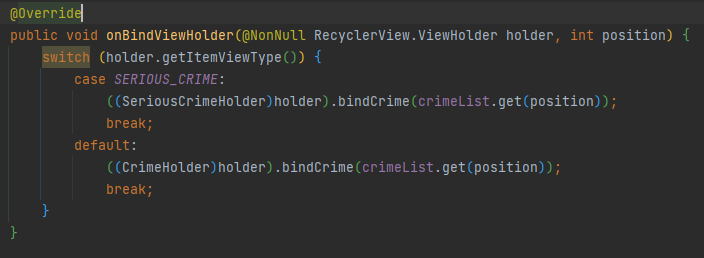 @Override
public void onBindViewHolder(@NonNull RecyclerView.ViewHolder holder, int position) {
    switch (holder.getItemViewType()) {
        case SERIOUS_CRIME:
            ((SeriousCrimeHolder)holder).bindCrime(crimeList.get(position));
            break;
        default:
            ((CrimeHolder)holder).bindCrime(crimeList.get(position));
            break;
    }
}